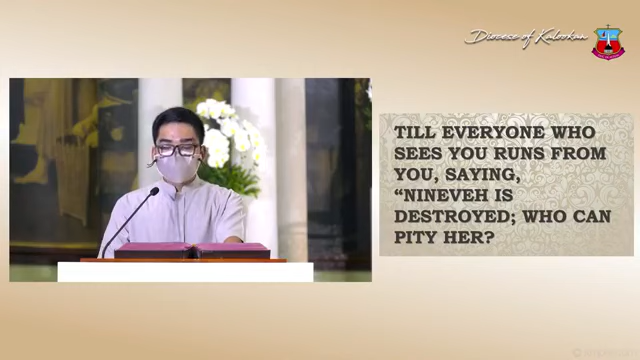 Diocese of Kalookan
TILL EVERYONE WHO
SEES YOU RUNS FROM
YOU, SAYING,
“NINEVEH IS
DESTROYED; WHO CAN
PITY HER?